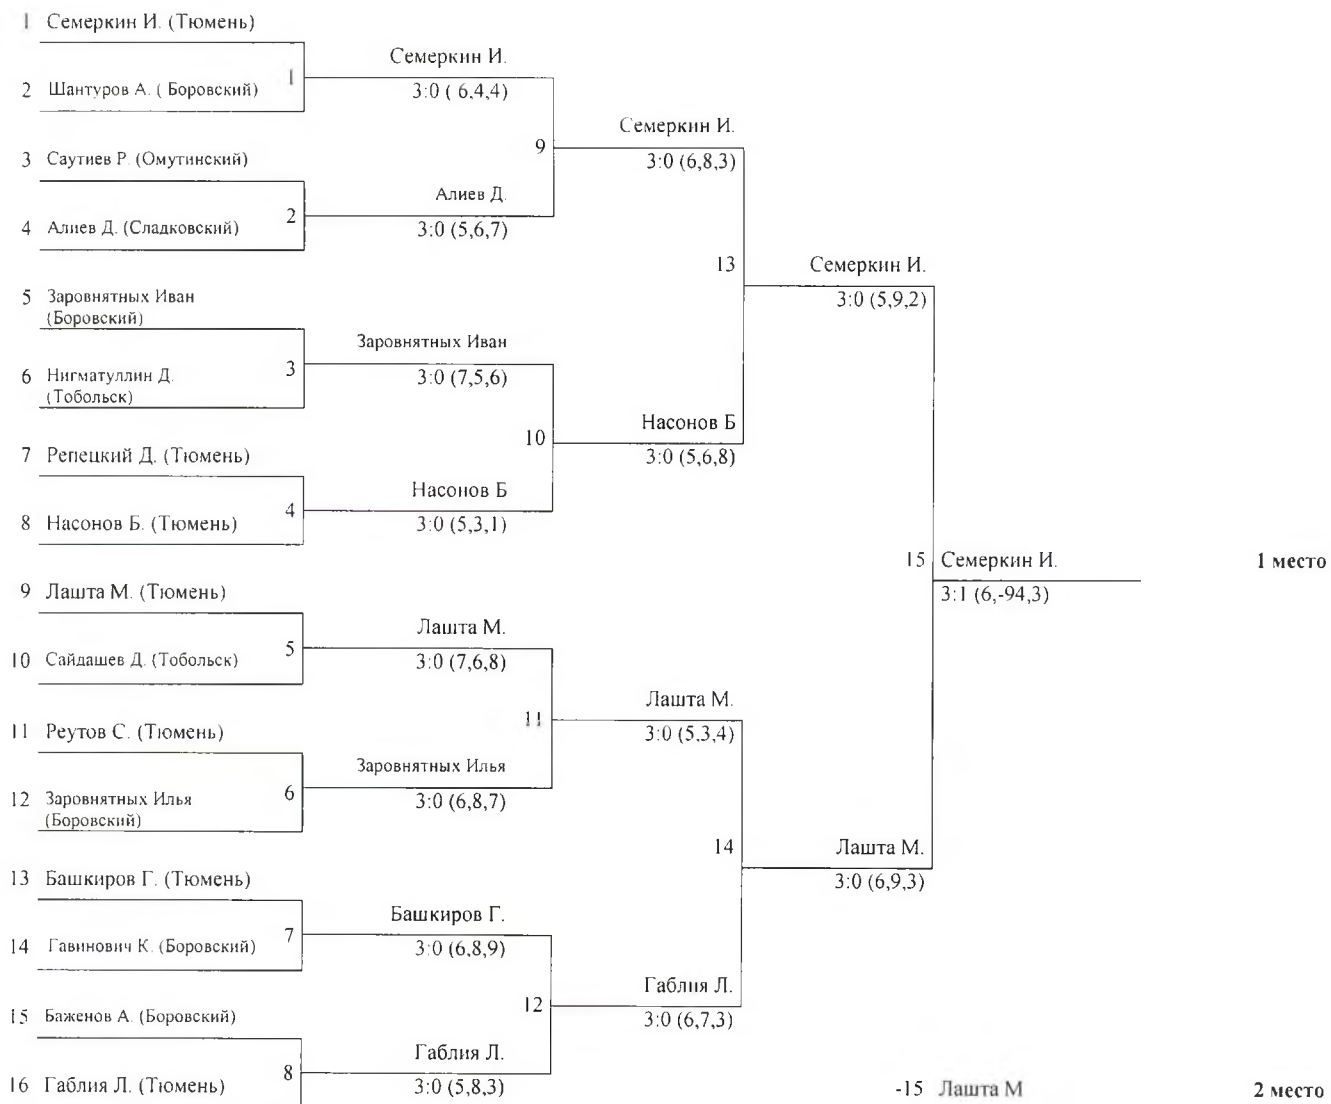 1 Семеркин И. (Тюмень)
Семеркин И.
1
2 Шантуров А. ( Боровский)
3:0 ( 6,4,4)
Семеркин И.
9
3 Саутиев Р. (Омутинский)
3:0 (6,8,3)
Алиев Д.
2
4 Алиев Д. (Сладковский)
3:0 (5,6,7)
13 Семеркин И.
5 Заровнятных Иван
(Боровский)
3:0 (5,9,2)
Заровнятных Иван
3
6 Нигматуллин Д.
(Тобольск)
3:0 (7,5,6)
Насонов Б
10
7 Репецкий Д. (Тюмень)
3:0 (5,6,8)
Насонов Б
4
8 Насонов Б. (Тюмень)
3:0 (5,3,1)
15 Семеркин И. 1 место
3:1 (6,-94,3)
9 Лашта М. (Тюмень)
Лашта М.
5
10 Сайдашев Д. (Тобольск)
3:0 (7,6,8)
Лашта М.
11
11 Реутов С. (Тюмень)
3:0 (5,3,4)
Заровнятных Илья
6
12 Заровнятных Илья
(Боровский)
3:0 (6,8,7)
14 Лашта М.
3:0 (6,9,3)
13 Башкиров Г. (Тюмень)
Башкиров Г.
7
14 Гавинович К. (Боровский)
3:0 (6,8,9)
Габлия Л.
12
15 Баженов А. (Боровский)
3:0 (6,7,3)
Габлия Л.
8
16 Габлия Л. (Тюмень)
3:0 (5,8,3)
-15 Лашта М 2 место